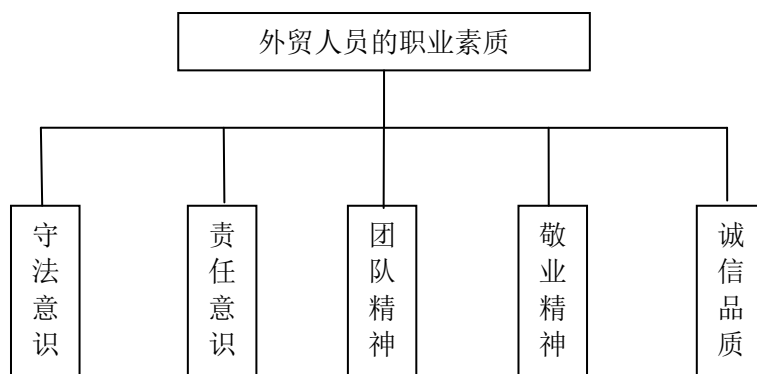 外贸人员的职业素质
守法意识
责任意识
团队精神
敬业精神
诚信品质